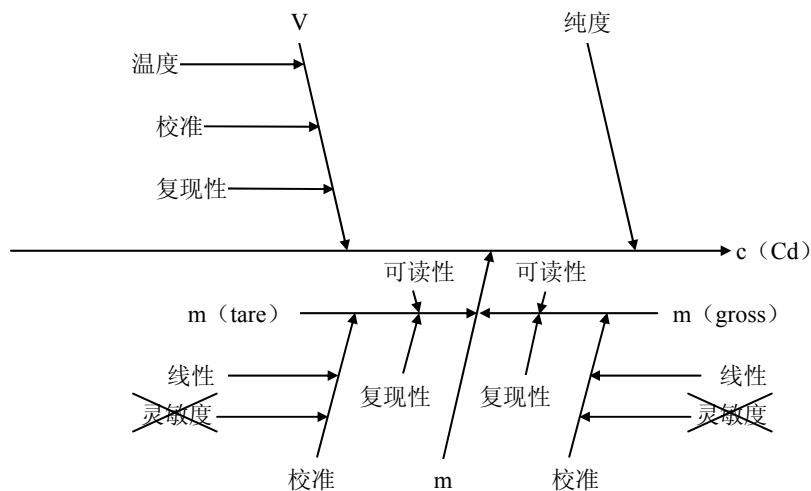 V
纯度
温度
校准
复现性
c（Cd）
可读性
可读性
m（tare）
m（gross）
线性
复现性
复现性
线性
灵敏度
灵敏度
校准
m
校准